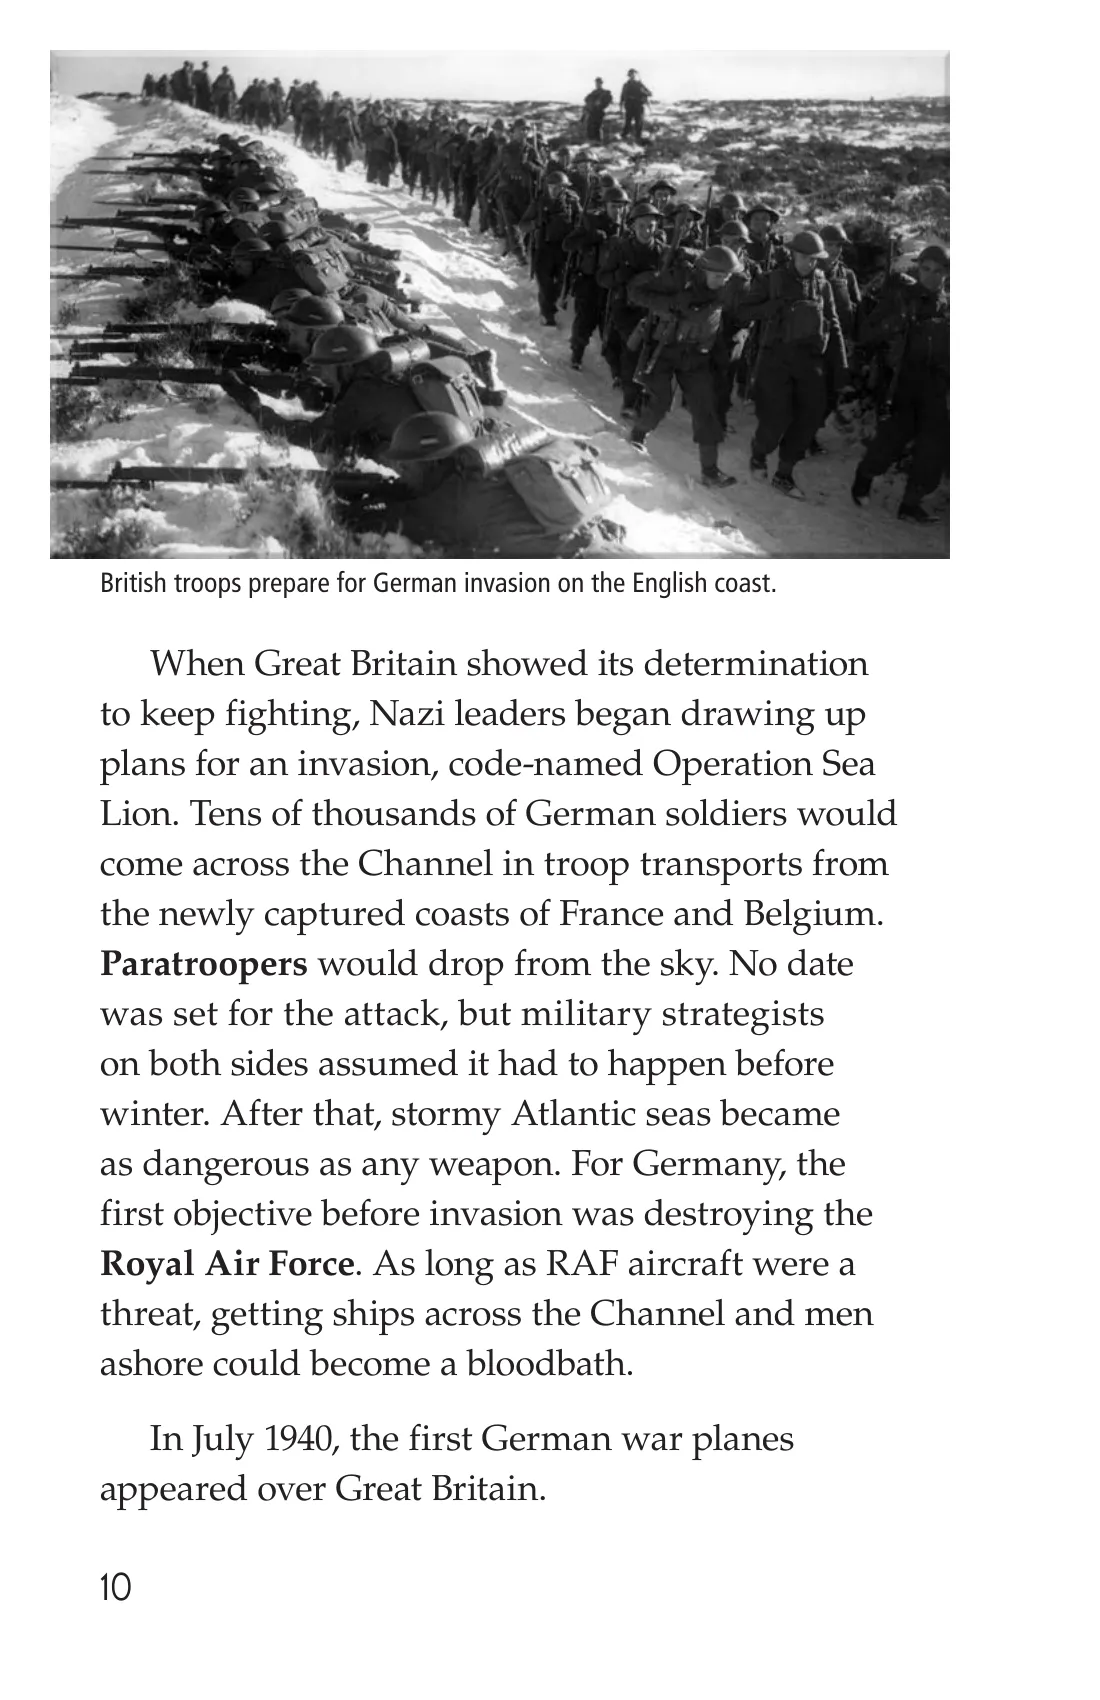 British troops prepare for German invasion on the English coast.
When Great Britain showed its determination
to keep fighting, Nazi leaders began drawing up
plans for an invasion, code-named Operation Sea
Lion. Tens of thousands of German soldiers would
come across the Channel in troop transports from
the newly captured coasts of France and Belgium.
Paratroopers would drop from the sky. No date
was set for the attack, but military strategists
on both sides assumed it had to happen before
winter. After that, stormy Atlantic seas became
as dangerous as any weapon. For Germany, the
first objective before invasion was destroying the
Royal Air Force. As long as RAF aircraft were a
threat, getting ships across the Channel and men
ashore could become a bloodbath.
In July 1940, the first German war planes
appeared over Great Britain.
10